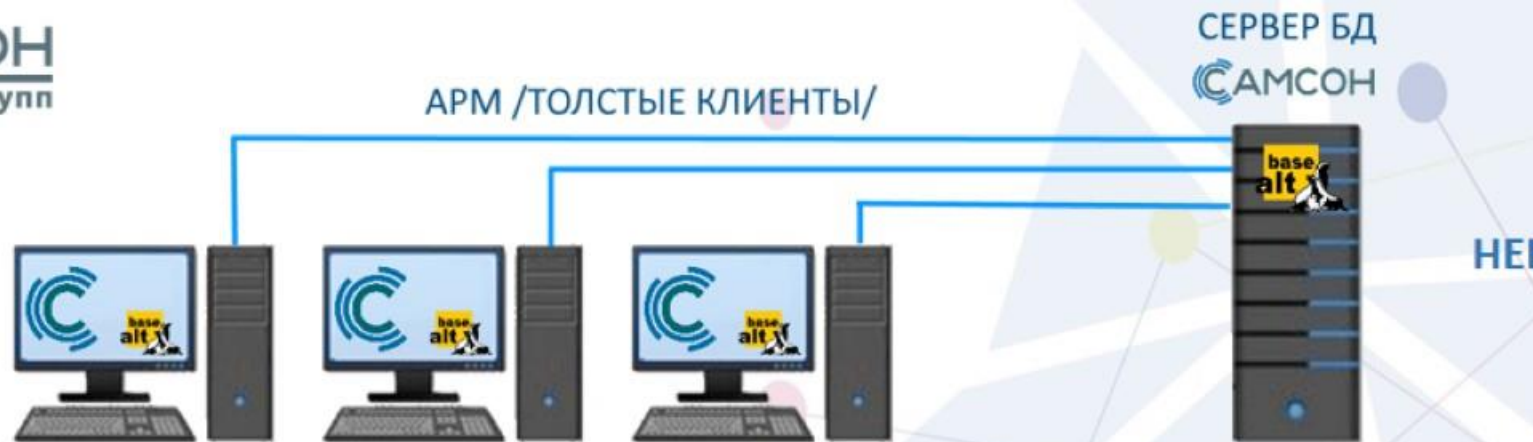 СЕРВЕР БД
САМСОН
АРМ /ТОЛСТЫЕ КЛИЕНТЫ/
base
alt
base
alt
base
alt
base
alt